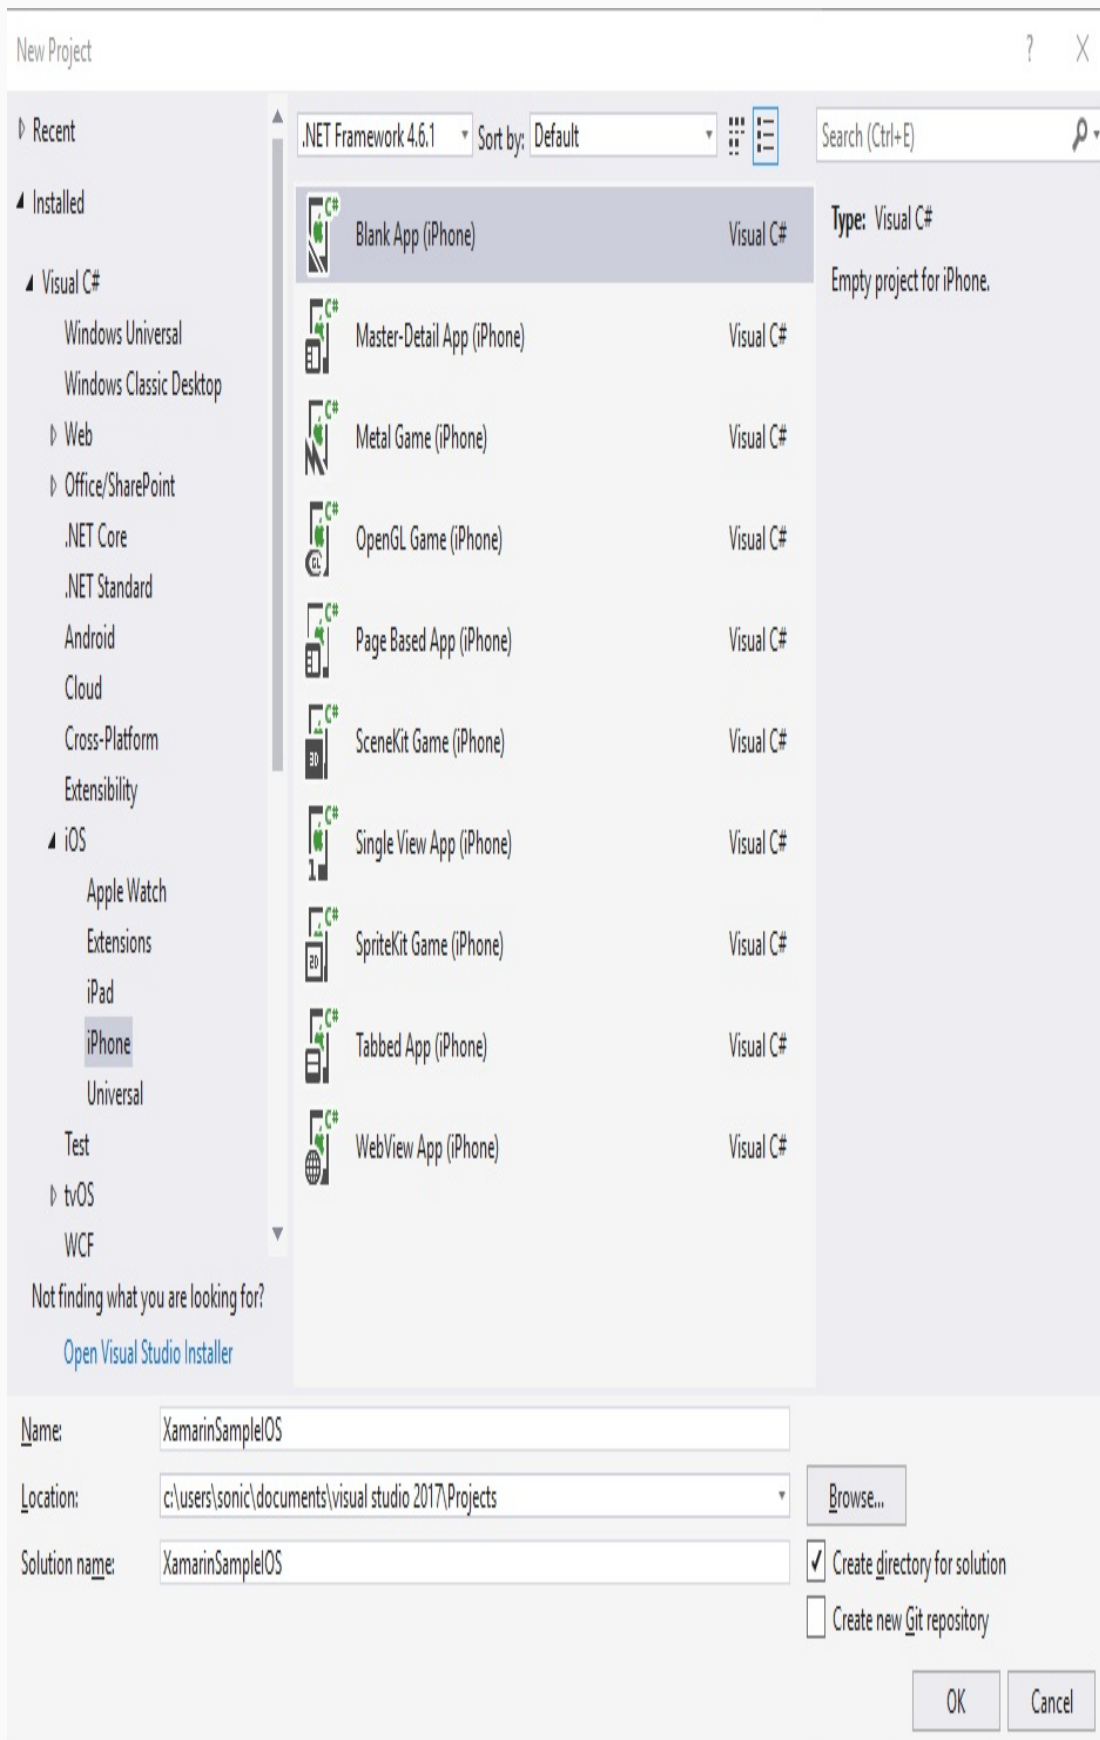 New Project
?
Recent
Installed
Visual C#
Windows Universal
Windows Classic Desktop
Web
Office/SharePoint
.NET Core
.NET Standard
Android
Cloud
Cross-Platform
Extensibility
iOS
Apple Watch
Extensions
iPad
iPhone
Universal
Test
tvOS
WCF
Not finding what you are looking for?
Open Visual Studio Installer
.NET Framework 4.6.1 Sort by: Default
C# Blank App (iPhone) Visual C#
C# Master-Detail App (iPhone) Visual C#
C# Metal Game (iPhone) Visual C#
C# GL OpenGL Game (iPhone) Visual C#
C# Page Based App (iPhone) Visual C#
C# 3D SceneKit Game (iPhone) Visual C#
C# 1 Single View App (iPhone) Visual C#
C# 2D SpriteKit Game (iPhone) Visual C#
C# Tabbed App (iPhone) Visual C#
C# WebView App (iPhone) Visual C#
Search (Ctrl+E)
Type: Visual C#
Empty project for iPhone.
Name: XamarinSampleIOS
Location: c:\users\sonic\documents\visual studio 2017\Projects Browse...
Solution name: XamarinSampleIOS
Create directory for solution
Create new Git repository
OK Cancel